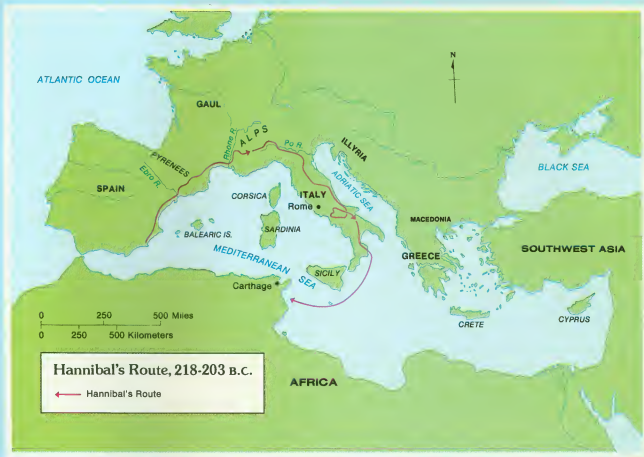 ATLANTIC OCEAN
N
GAUL
ALPS
Rhone R.
Po R.
ILLYRIA
PYRENEES
Ebro R.
SPAIN
ADRIATIC SEA
BLACK SEA
CORSICA
ITALY
Rome
BALEARIC IS.
SARDINIA
MACEDONIA
GREECE
SOUTHWEST ASIA
MEDITERRANEAN SEA
SICILY
Carthage
CRETE
CYPRUS
0 250 500 Miles
0 250 500 Kilometers
Hannibal's Route, 218-203 B.C.
Hannibal's Route
AFRICA